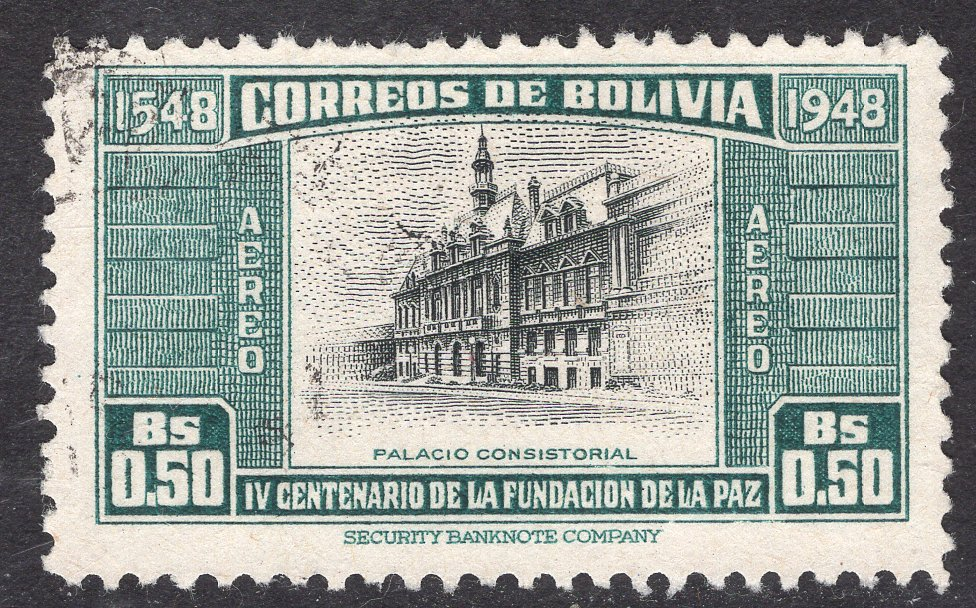 1548 CORREOS DE BOLIVIA 1948
AEREO
AEREO
PALACIO CONSISTORIAL
Bs 0.50
IV CENTENARIO DE LA FUNDACION DE LA PAZ
Bs 0.50
SECURITY BANKNOTE COMPANY